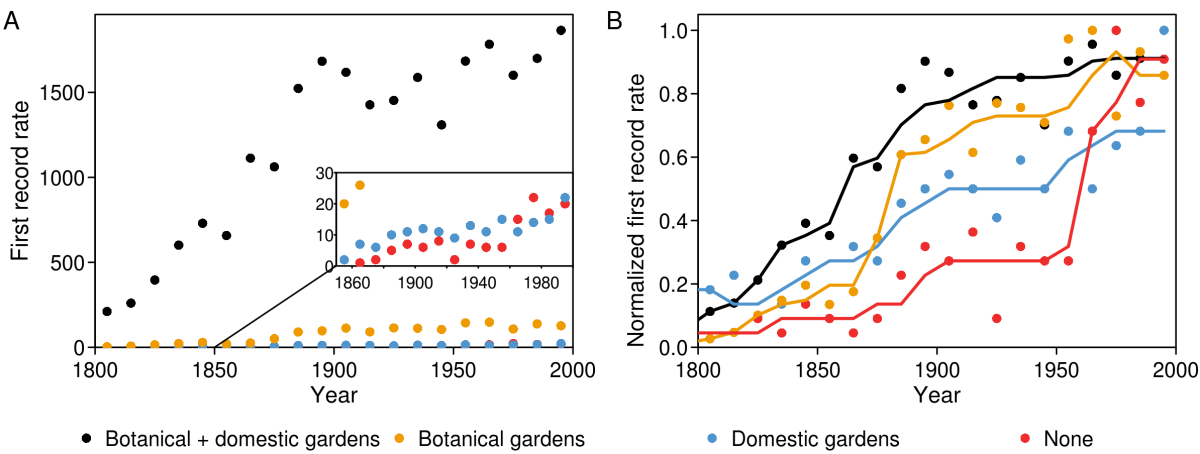 A
First record rate
1500
1000
500
0
30
20
10
0
1860
1900
1940
1980
1800
1850
1900
1950
2000
Year
B
Normalized first record rate
1.0
0.8
0.6
0.4
0.2
0.0
1800
1850
1900
1950
2000
Year
Botanical + domestic gardens
Botanical gardens
Domestic gardens
None